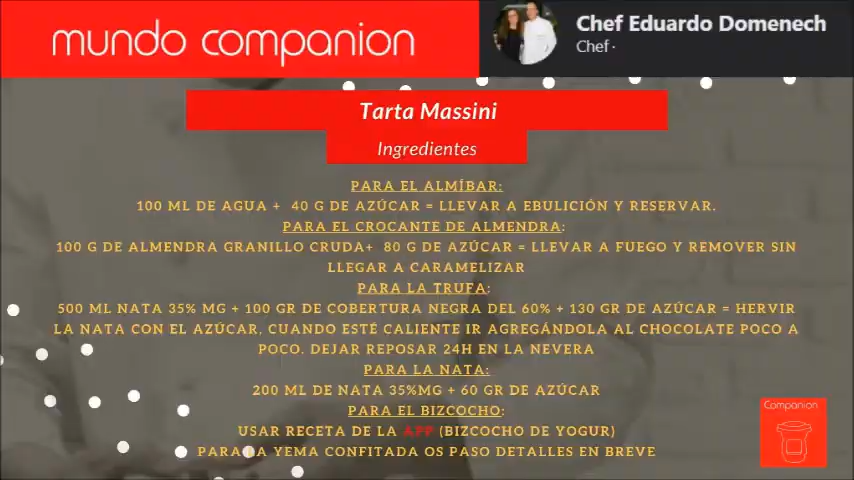 mundo companion
Chef Eduardo Domenech
Chef ·
Tarta Massini
Ingredientes
PARA EL ALMÍBAR:
100 ML DE AGUA + 40 G DE AZÚCAR = LLEVAR A EBULICIÓN Y RESERVAR.
PARA EL CROCANTE DE ALMENDRA:
100 G DE ALMENDRA GRANILLO CRUDA+ 80 G DE AZÚCAR = LLEVAR A FUEGO Y REMOVER SIN
LLEGAR A CARAMELIZAR
PARA LA TRUFA:
500 ML NATA 35% MG + 100 GR DE COBERTURA NEGRA DEL 60% + 130 GR DE AZÚCAR = HERVIR
LA NATA CON EL AZÚCAR, CUANDO ESTÉ CALIENTE IR AGREGÁNDOLA AL CHOCOLATE POCO A
POCO. DEJAR REPOSAR 24H EN LA NEVERA
PARA LA NATA:
200 ML DE NATA 35%MG + 60 GR DE AZÚCAR
PARA EL BIZCOCHO:
USAR RECETA DE LA APP (BIZCOCHO DE YOGUR)
PARA LA YEMA CONFITADA OS PASO DETALLES EN BREVE
Companion